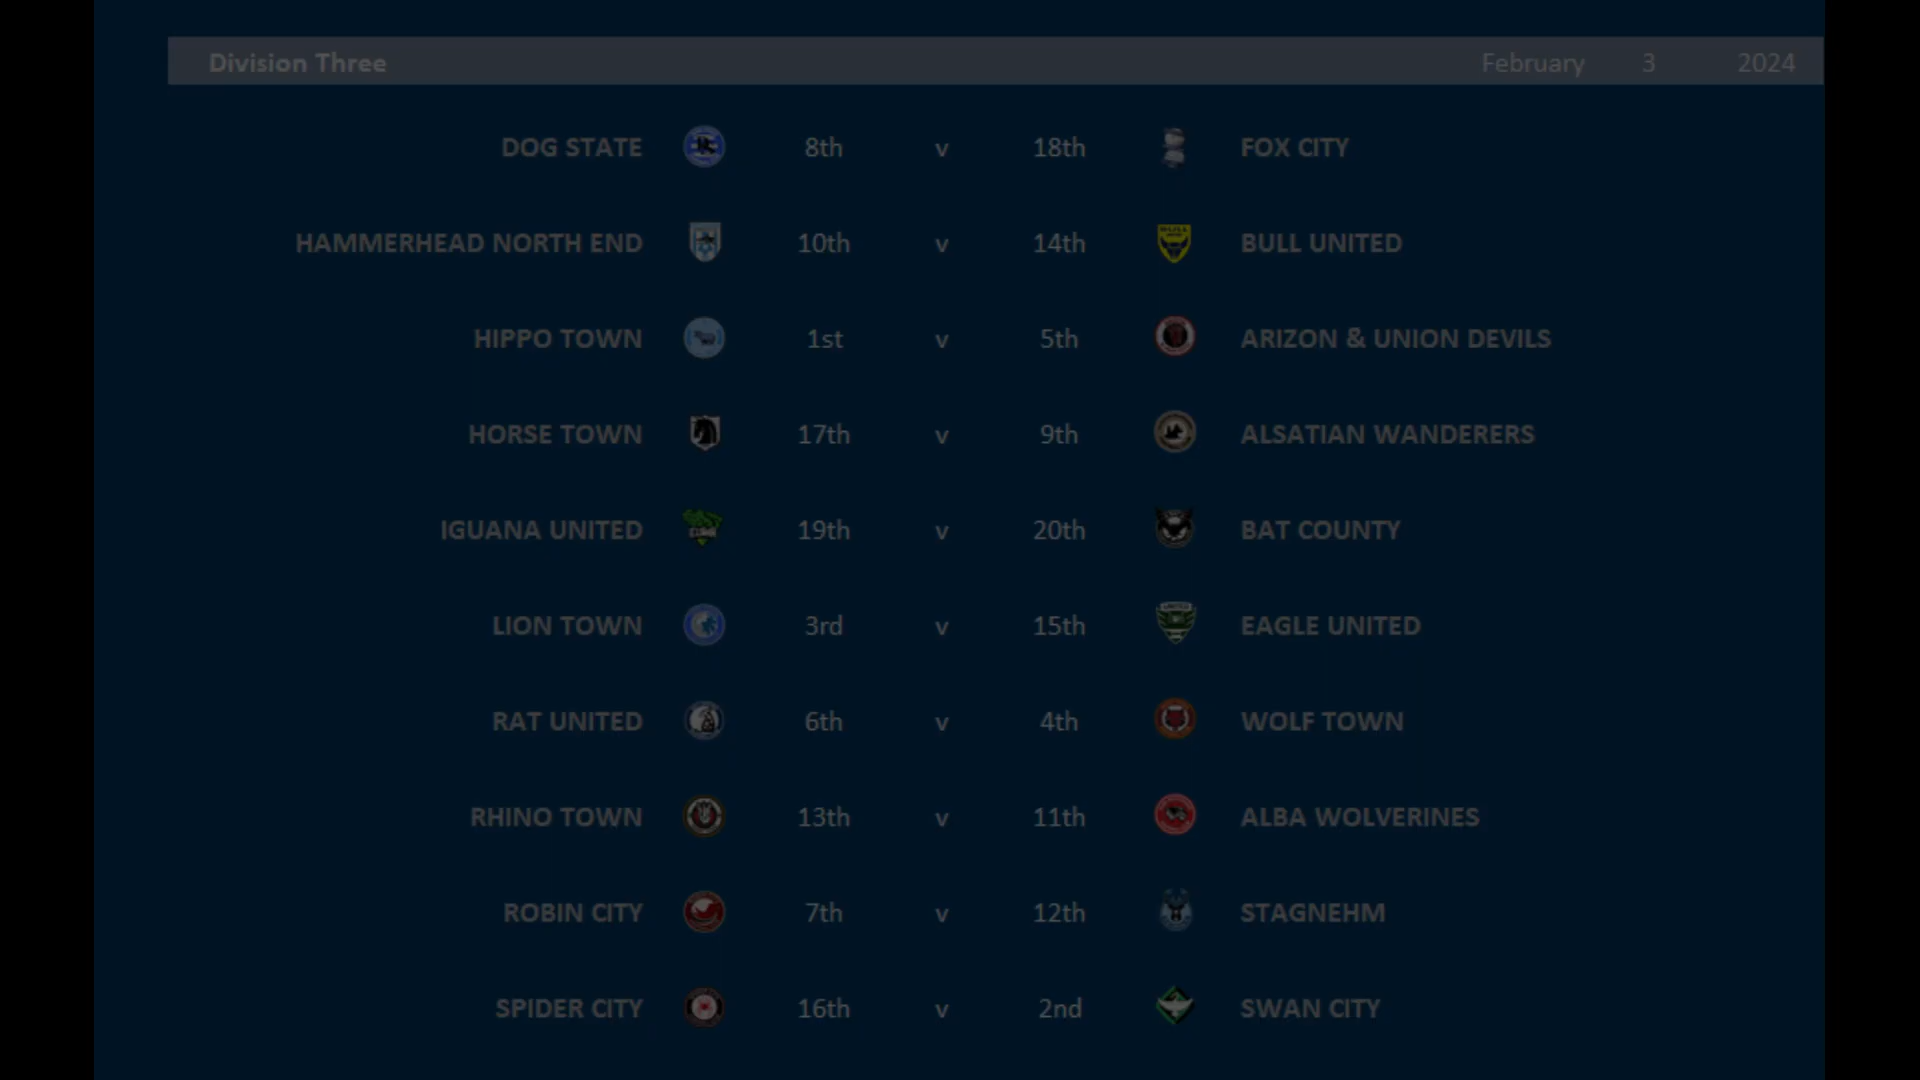 Division Three February 3 2024
DOG STATE 8th v 18th FOX CITY
HAMMERHEAD NORTH END 10th v 14th BULL UNITED
HIPPO TOWN 1st v 5th ARIZON & UNION DEVILS
HORSE TOWN 17th v 9th ALSATIAN WANDERERS
IGUANA UNITED 19th v 20th BAT COUNTY
LION TOWN 3rd v 15th EAGLE UNITED
RAT UNITED 6th v 4th WOLF TOWN
RHINO TOWN 13th v 11th ALBA WOLVERINES
ROBIN CITY 7th v 12th STAGNEHM
SPIDER CITY 16th v 2nd SWAN CITY